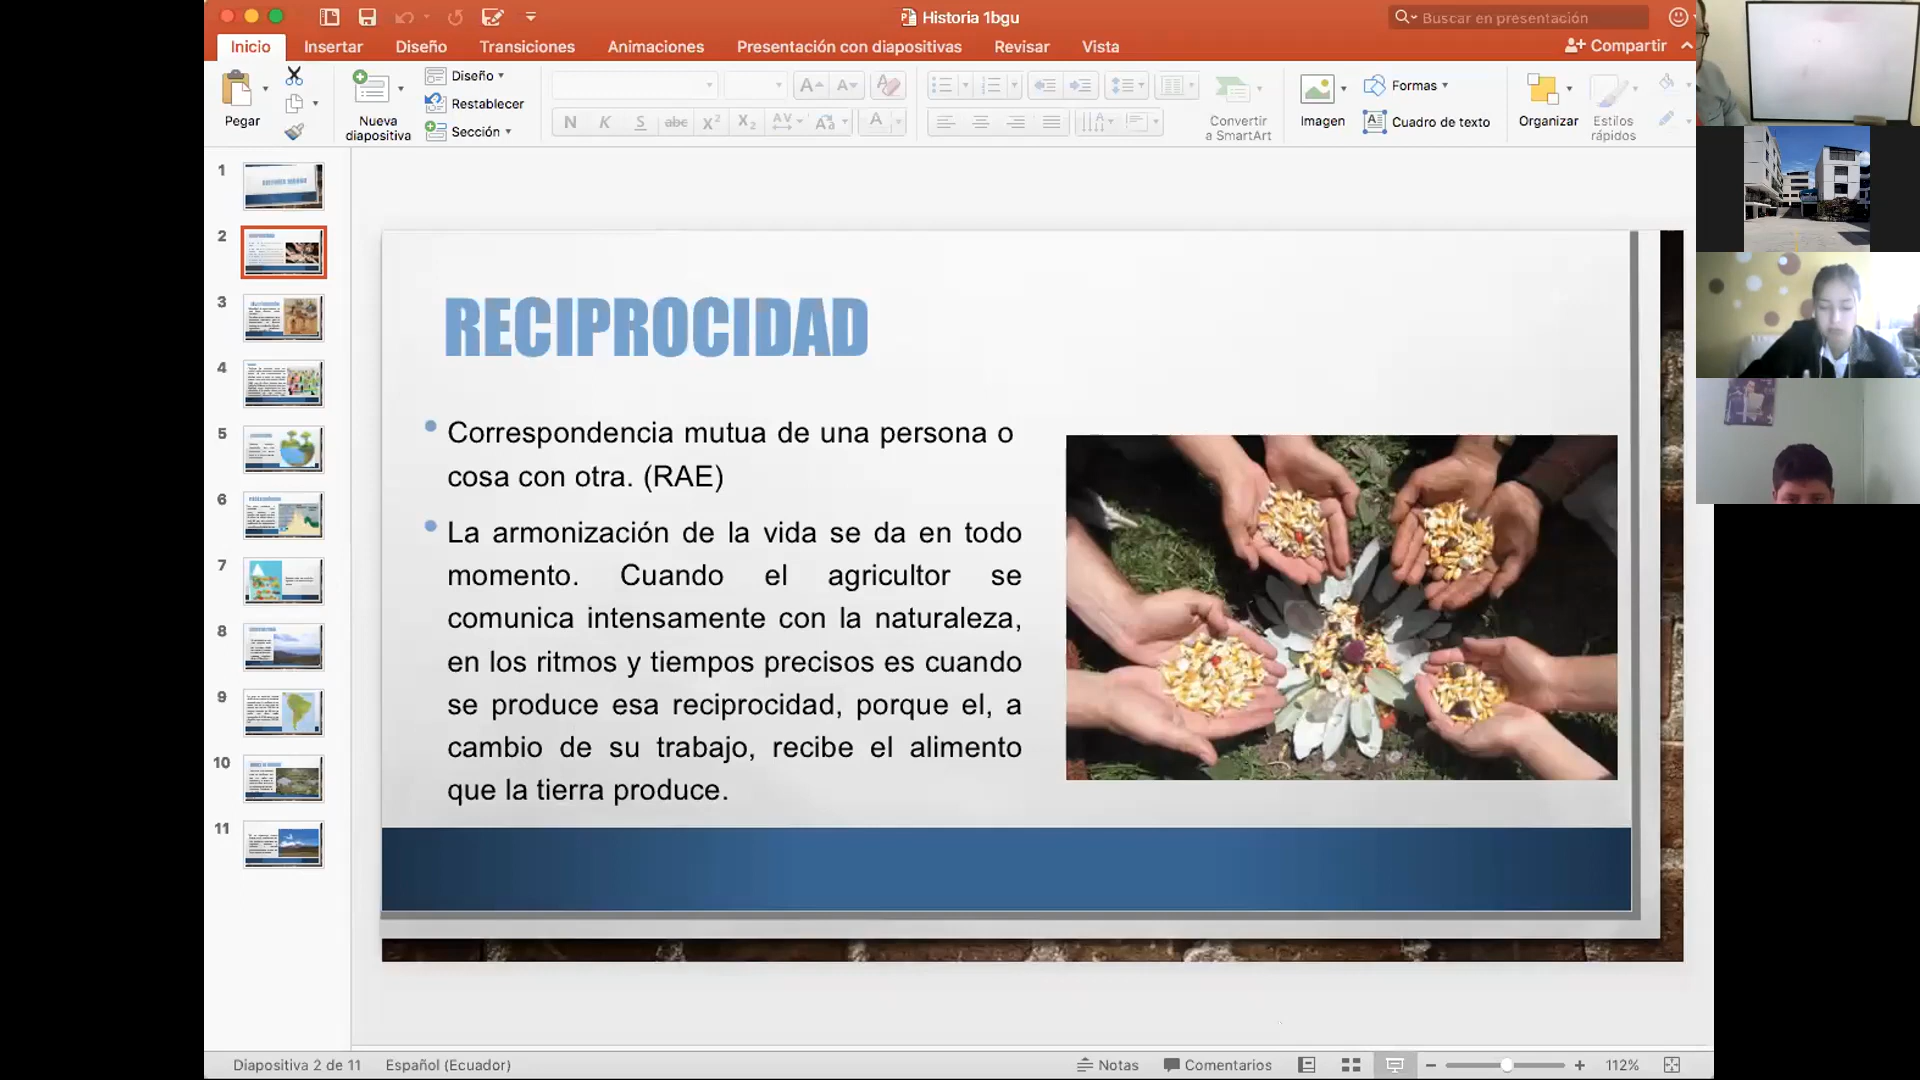 Historia 1bgu
Buscar en presentación
Inicio
Insertar
Diseño
Transiciones
Animaciones
Presentación con diapositivas
Revisar
Vista
Compartir
Pegar
Nueva
diapositiva
Diseño
Restablecer
Sección
N K S abc X² X₂ AV Aa A
Convertir
a SmartArt
Imagen
Formas
Cuadro de texto
Organizar
Estilos
rápidos
1
2
3
4
5
6
7
8
9
10
11
RECIPROCIDAD
• Correspondencia mutua de una persona o
cosa con otra. (RAE)
• La armonización de la vida se da en todo
momento. Cuando el agricultor se
comunica intensamente con la naturaleza,
en los ritmos y tiempos precisos es cuando
se produce esa reciprocidad, porque el, a
cambio de su trabajo, recibe el alimento
que la tierra produce.
Diapositiva 2 de 11
Español (Ecuador)
Notas
Comentarios
112%